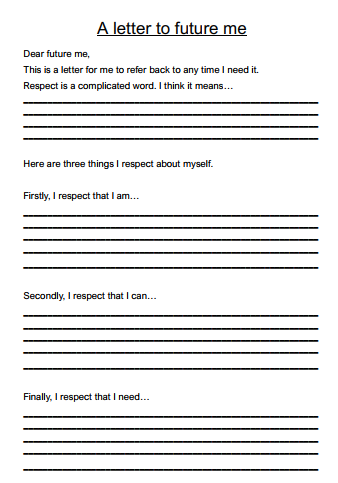 A letter to future me
Dear future me,
This is a letter for me to refer back to any time I need it.
Respect is a complicated word. I think it means…
Here are three things I respect about myself.
Firstly, I respect that I am…
Secondly, I respect that I can…
Finally, I respect that I need…